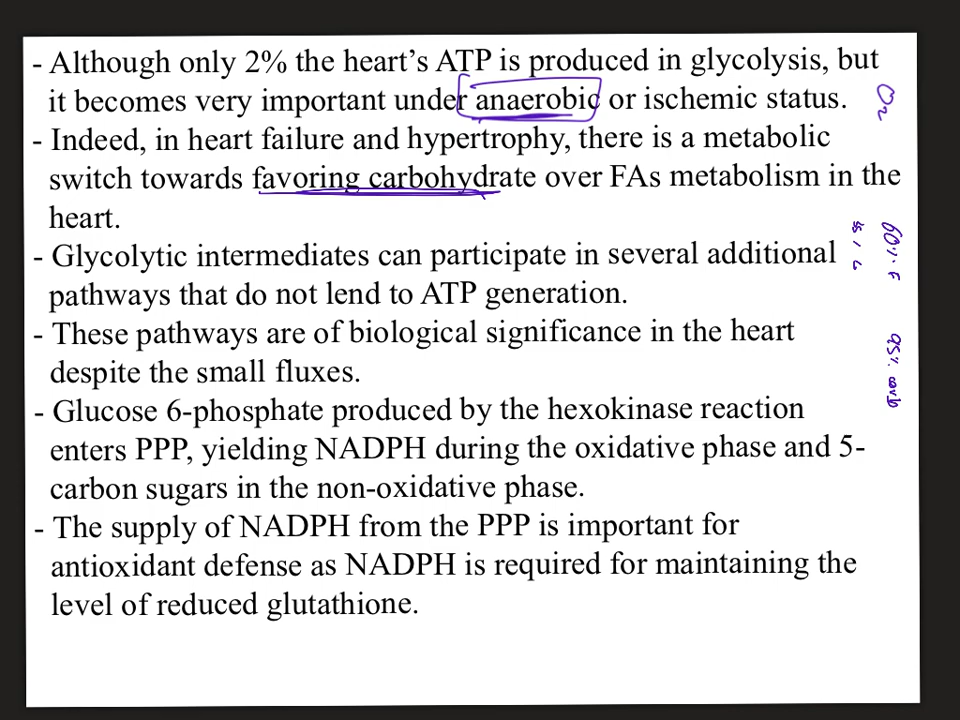 - Although only 2% the heart's ATP is produced in glycolysis, but
it becomes very important under anaerobic or ischemic status.
- Indeed, in heart failure and hypertrophy, there is a metabolic
switch towards favoring carbohydrate over FAs metabolism in the
heart.
- Glycolytic intermediates can participate in several additional
pathways that do not lend to ATP generation.
- These pathways are of biological significance in the heart
despite the small fluxes.
- Glucose 6-phosphate produced by the hexokinase reaction
enters PPP, yielding NADPH during the oxidative phase and 5-
carbon sugars in the non-oxidative phase.
- The supply of NADPH from the PPP is important for
antioxidant defense as NADPH is required for maintaining the
level of reduced glutathione.
O2
60% F